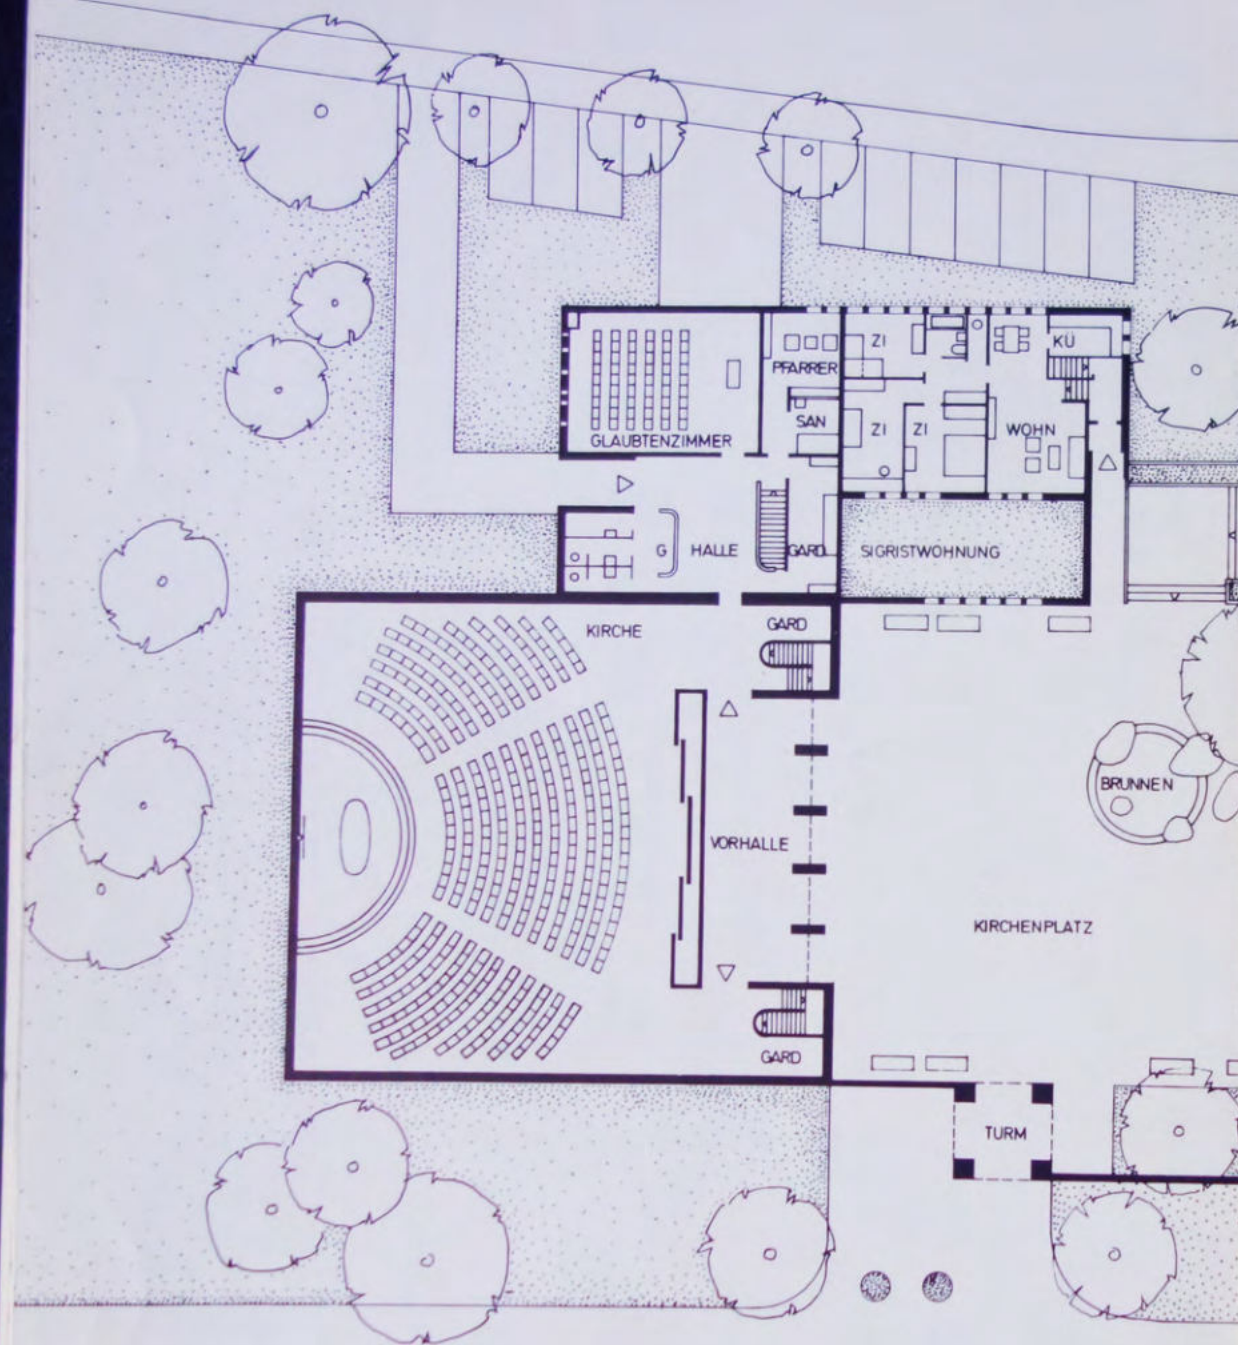 ZI
KÜ
PFARRER
SAN
GLAUBTENZIMMER
ZI
ZI
WOHN
G
HALLE
GARD
SIGRISTWOHNUNG
KIRCHE
GARD
BRUNNEN
VORHALLE
KIRCHENPLATZ
GARD
TURM